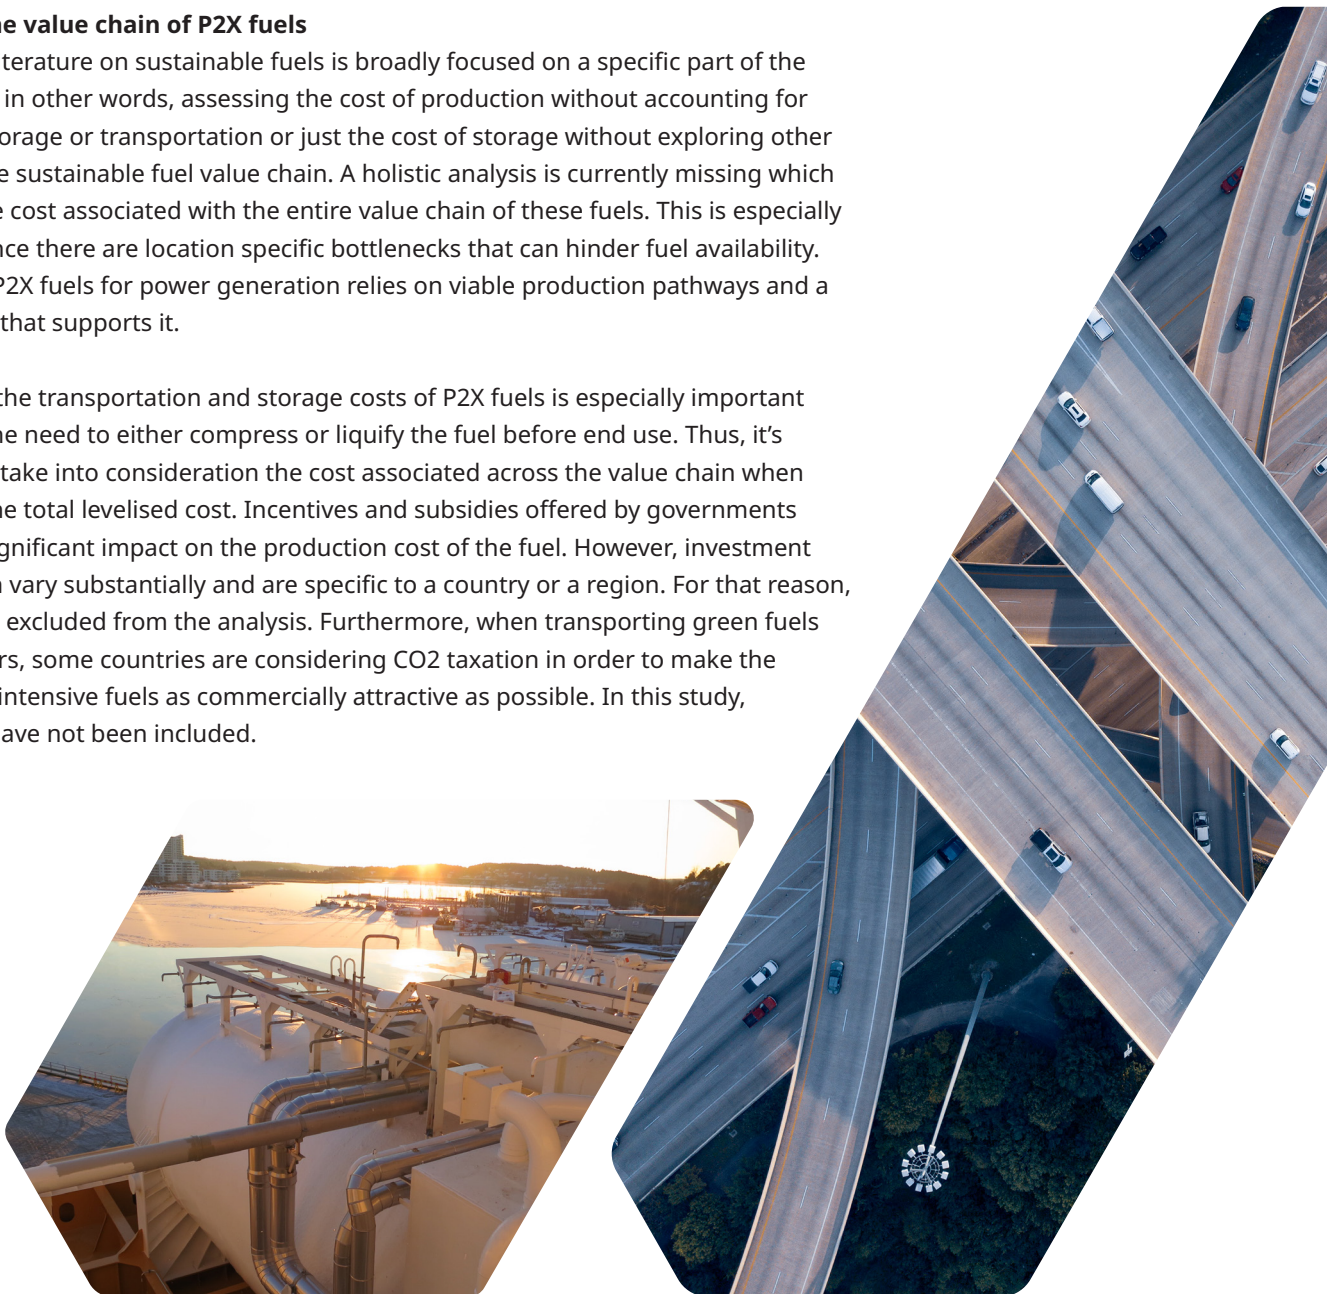 value chain of P2X fuels
on sustainable fuels is broadly focused on a specific part of the
in other words, assessing the cost of production without accounting for
or transportation or just the cost of storage without exploring other
sustainable fuel value chain. A holistic analysis is currently missing which
cost associated with the entire value chain of these fuels. This is especially
there are location specific bottlenecks that can hinder fuel availability.
P2X fuels for power generation relies on viable production pathways and a
that supports it.
the transportation and storage costs of P2X fuels is especially important
need to either compress or liquify the fuel before end use. Thus, it’s
take into consideration the cost associated across the value chain when
total levelised cost. Incentives and subsidies offered by governments
impact on the production cost of the fuel. However, investment
vary substantially and are specific to a country or a region. For that reason,
excluded from the analysis. Furthermore, when transporting green fuels
some countries are considering CO2 taxation in order to make the
intensive fuels as commercially attractive as possible. In this study,
not been included.